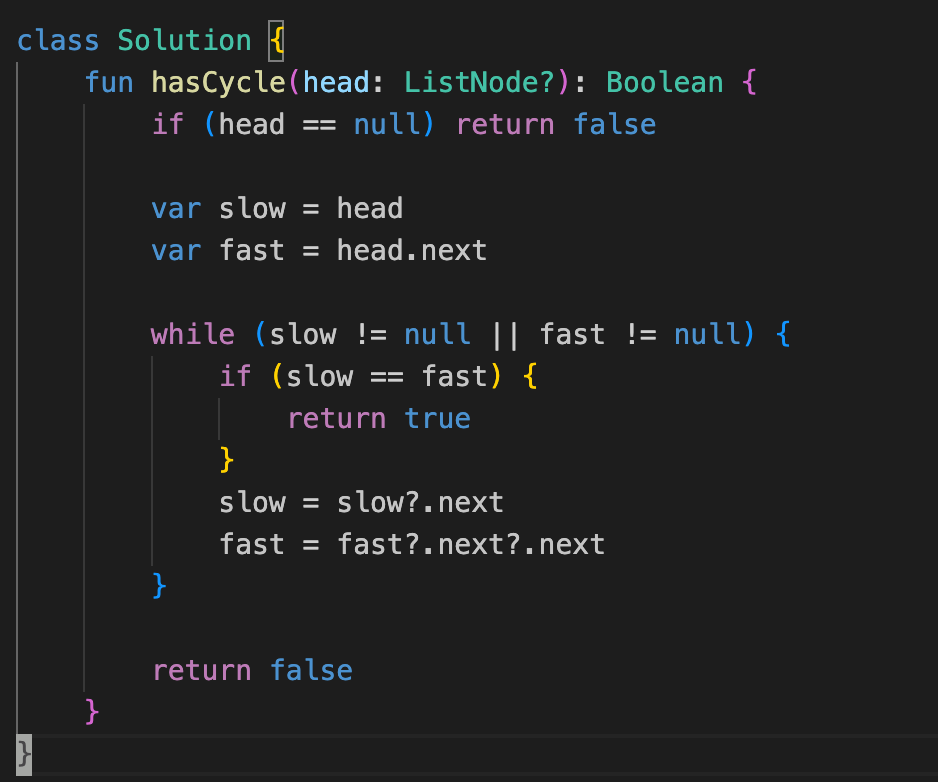 class Solution {
    fun hasCycle(head: ListNode?): Boolean {
        if (head == null) return false

        var slow = head
        var fast = head.next

        while (slow != null || fast != null) {
            if (slow == fast) {
                return true
            }
            slow = slow?.next
            fast = fast?.next?.next
        }

        return false
    }
}